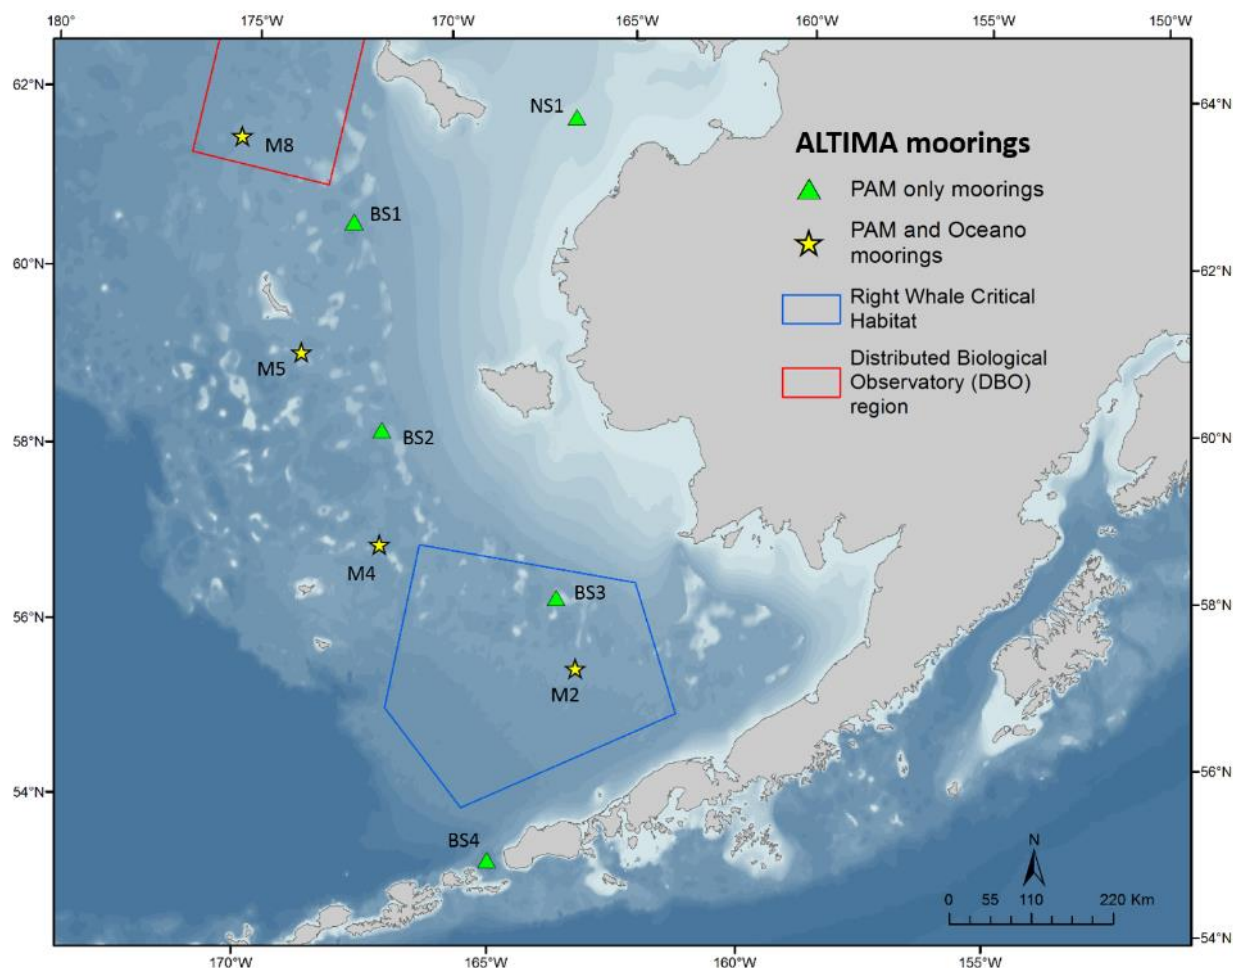 180°
175°W
170°W
165°W
160°W
155°W
150°W
62°N
64°N
NS1
M8
ALTIMA moorings
PAM only moorings
BS1
PAM and Oceano
moorings
60°N
62°N
Right Whale Critical
Habitat
M5
Distributed Biological
Observatory (DBO)
region
58°N
BS2
60°N
M4
56°N
BS3
58°N
M2
54°N
56°N
BS4
N
0 55 110 220 Km
54°N
170°W
165°W
160°W
155°W